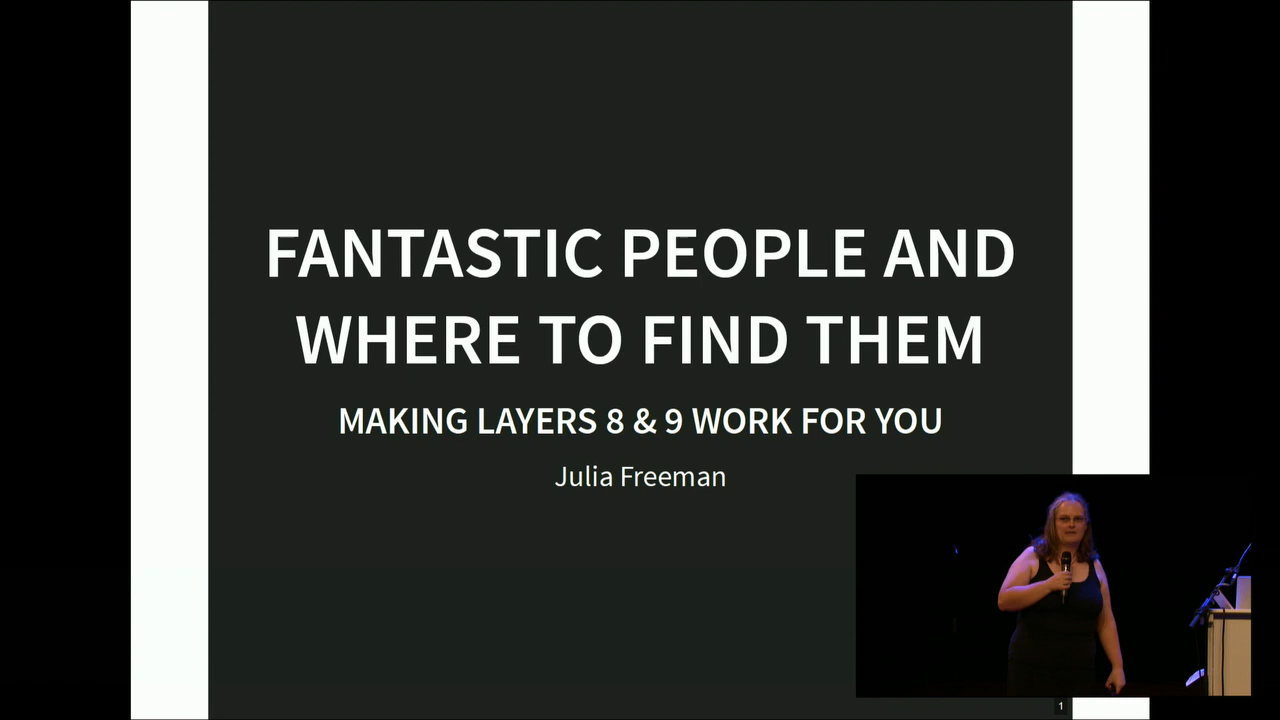 FANTASTIC PEOPLE AND
WHERE TO FIND THEM
MAKING LAYERS 8 & 9 WORK FOR YOU
Julia Freeman
1